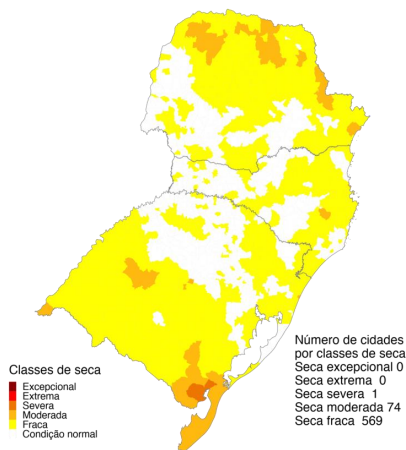 Classes de seca
Excepcional
Extrema
Severa
Moderada
Fraca
Condição normal
Número de cidades
por classes de seca
Seca excepcional 0
Seca extrema 0
Seca severa 1
Seca moderada 74
Seca fraca 569